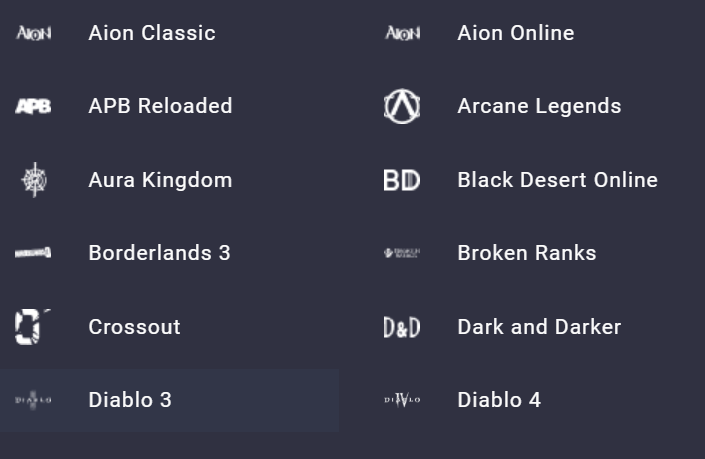 AION Aion Classic
AION Aion Online
APB APB Reloaded
Arcane Legends
Aura Kingdom
BD Black Desert Online
Borderlands 3
Broken Ranks
Crossout
D&D Dark and Darker
DIABLO Diablo 3
DIABLO IV Diablo 4